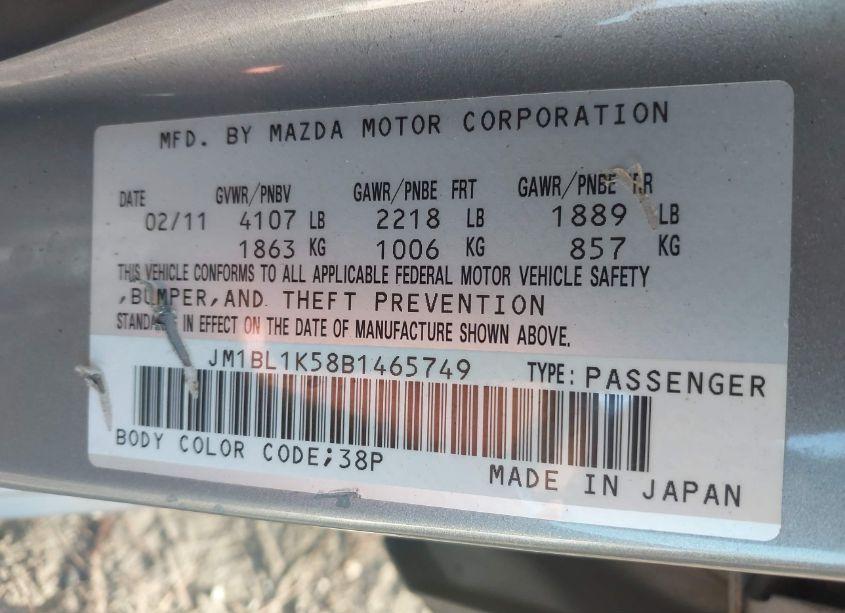 MFD. BY MAZDA MOTOR CORPORATION
DATE GVWR/PNBV GAWR/PNBE FRT GAWR/PNBE RR
02/11 4107 LB 2218 LB 1889 LB
1863 KG 1006 KG 857 KG
THIS VEHICLE CONFORMS TO ALL APPLICABLE FEDERAL MOTOR VEHICLE SAFETY
,BUMPER,AND THEFT PREVENTION
STANDARDS IN EFFECT ON THE DATE OF MANUFACTURE SHOWN ABOVE.
JM1BL1K58B1465749 TYPE: PASSENGER
BODY COLOR CODE;38P
MADE IN JAPAN